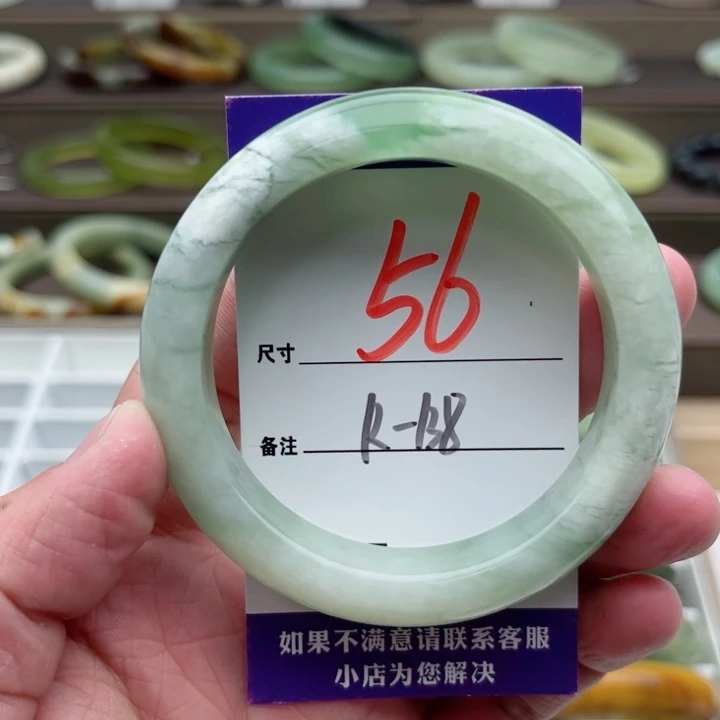 尺寸 56
备注
如果不满意请联系客服
小店为您解决